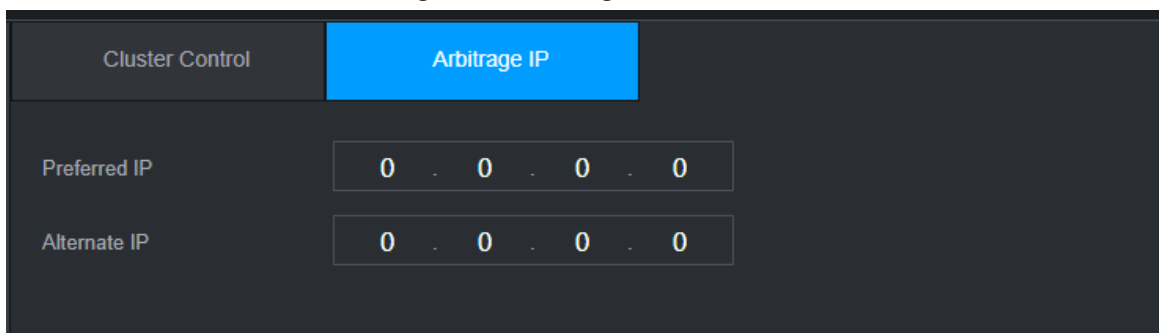 Cluster Control Arbitrage IP
Preferred IP 0 . 0 . 0 . 0
Alternate IP 0 . 0 . 0 . 0